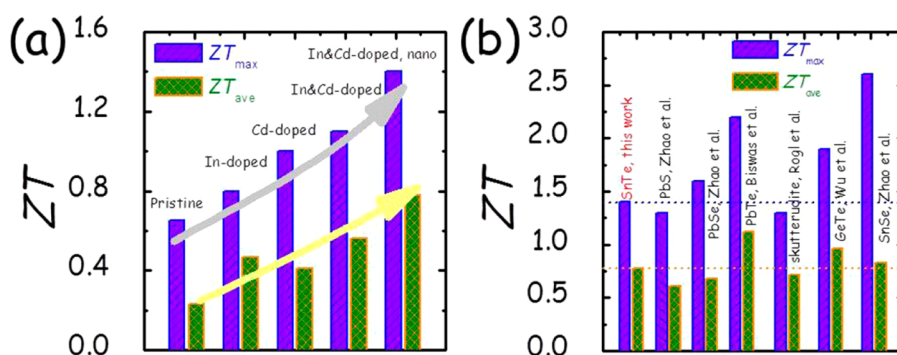 (a)
ZT
1.6
1.2
0.8
0.4
0.0
ZTmax
ZTave
Pristine
In-doped
Cd-doped
In&Cd-doped
In&Cd-doped, nano
(b)
ZT
3.0
2.5
2.0
1.5
1.0
0.5
0.0
ZTmax
ZTave
SnTe, this work
PbS, Zhao et al.
PbSe, Zhao et al.
PbTe, Biswas et al.
skutterudite, Rogl et al.
GeTe, Wu et al.
SnSe, Zhao et al.